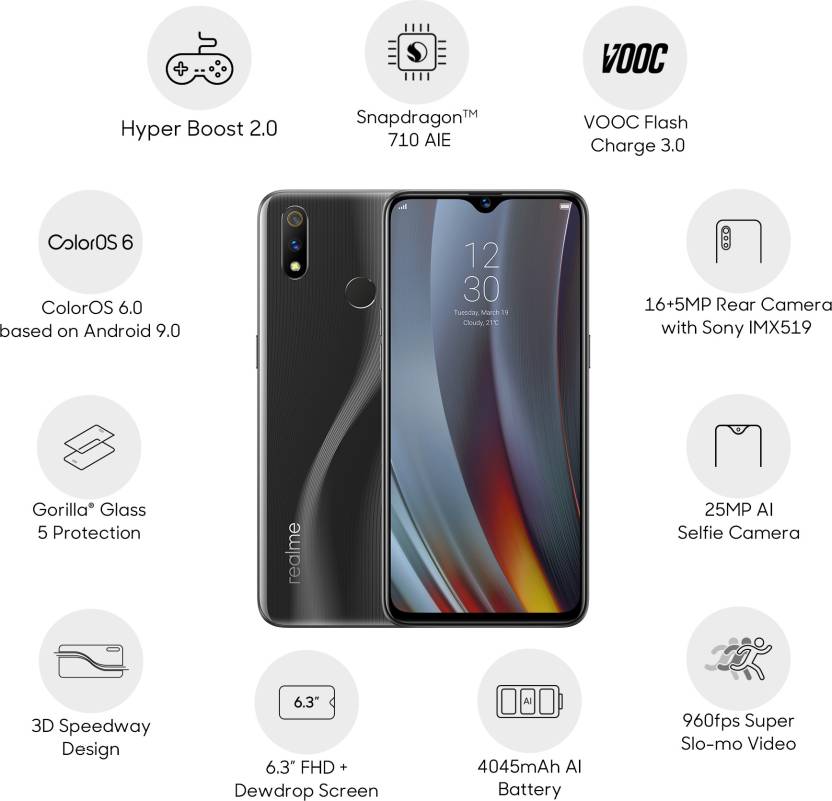 VOOC
Hyper Boost 2.0
Snapdragon™
710 AIE
VOOC Flash
Charge 3.0
ColorOS 6
ColorOS 6.0
based on Android 9.0
12
30
Tuesday, March 19
Cloudy, 21℃
realme
16+5MP Rear Camera
with Sony IMX519
Gorilla® Glass
5 Protection
25MP AI
Selfie Camera
3D Speedway
Design
6.3"
6.3" FHD +
Dewdrop Screen
AI
4045mAh AI
Battery
960fps Super
Slo-mo Video